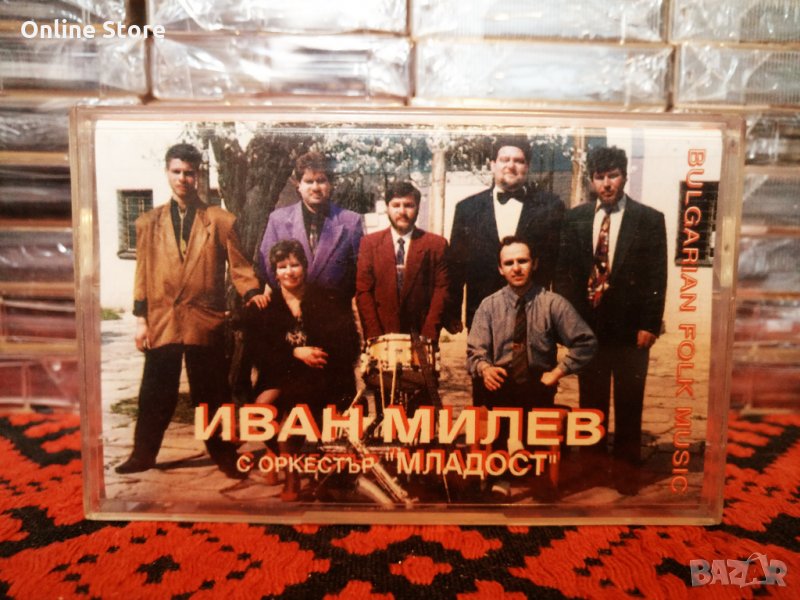 Online Store
BULGARIAN FOLK MUSIC
ИВАН МИЛЕВ
С ОРКЕСТЪР "МЛАДОСТ"
BAZAR